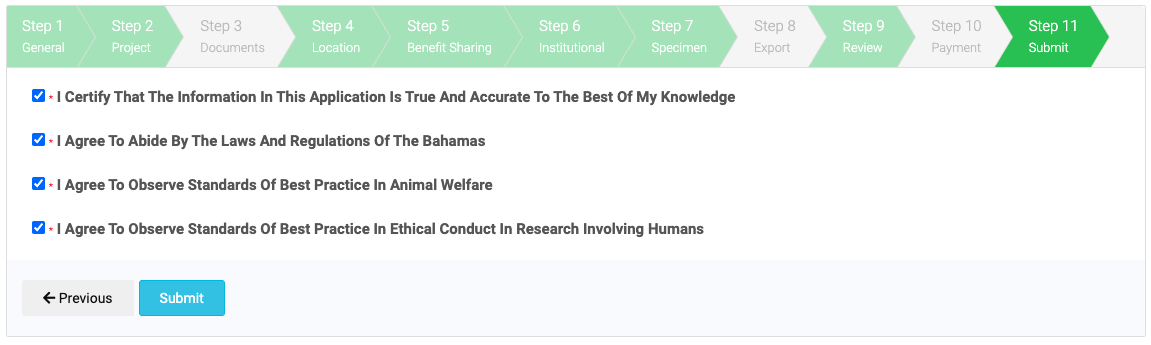 Step 1 Step 2 Step 3 Step 4 Step 5 Step 6 Step 7 Step 8 Step 9 Step 10 Step 11
General Project Documents Location Benefit Sharing Institutional Specimen Export Review Payment Submit
* I Certify That The Information In This Application Is True And Accurate To The Best Of My Knowledge
* I Agree To Abide By The Laws And Regulations Of The Bahamas
* I Agree To Observe Standards Of Best Practice In Animal Welfare
* I Agree To Observe Standards Of Best Practice In Ethical Conduct In Research Involving Humans
Previous Submit